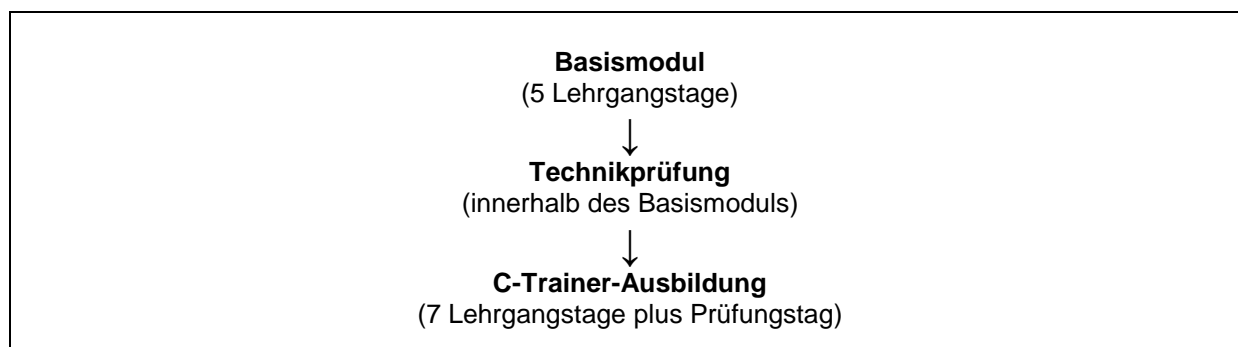 Basismodul
(5 Lehrgangstage)
↓
Technikprüfung
(innerhalb des Basismoduls)
↓
C-Trainer-Ausbildung
(7 Lehrgangstage plus Prüfungstag)